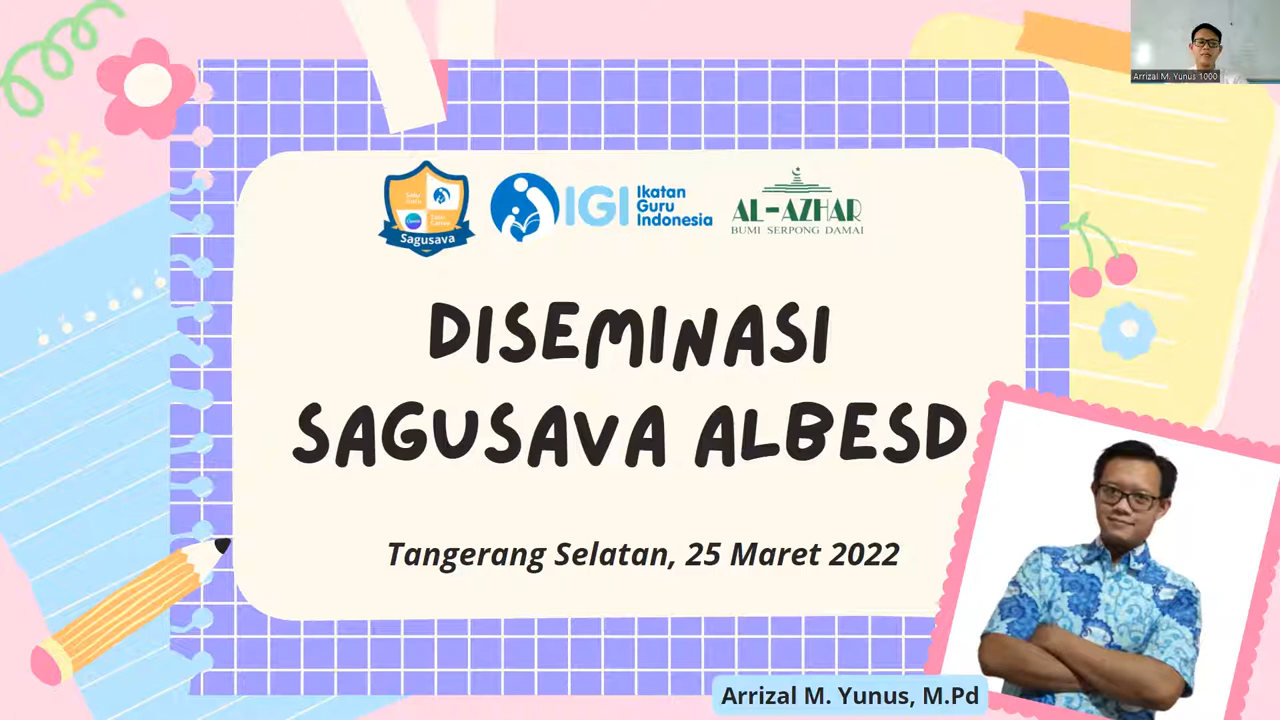 Arrizal M. Yunus 1000
Sagusava
IGI
Ikatan
Guru
Indonesia
AL-AZHAR
BUMI SERPONG DAMAI
DISEMINASI
SAGUSAVA ALBESD
Tangerang Selatan, 25 Maret 2022
Arrizal M. Yunus, M.Pd